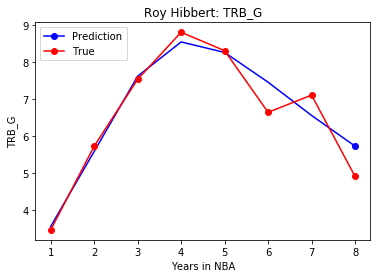 Roy Hibbert: TRB_G
Prediction
True
TRB_G
9
8
7
6
5
4
1 2 3 4 5 6 7 8
Years in NBA